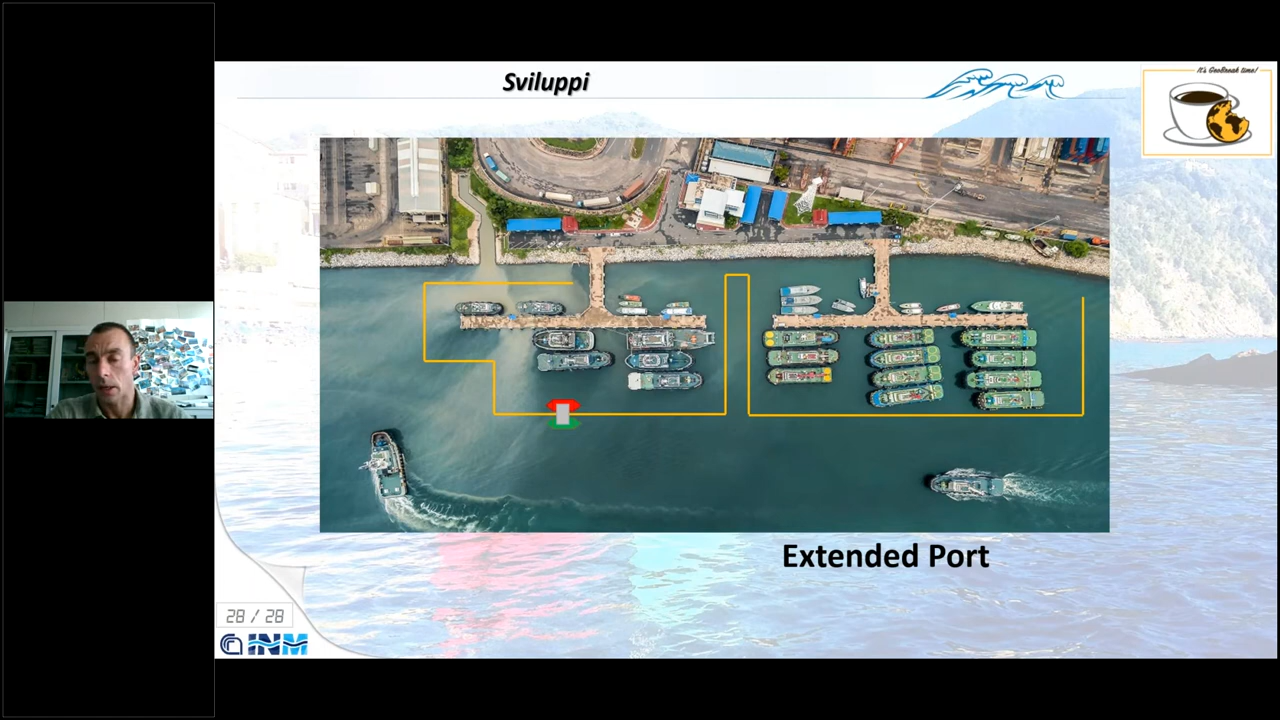 Sviluppi
It's GeoBreak time!
Extended Port
28 / 28
INM